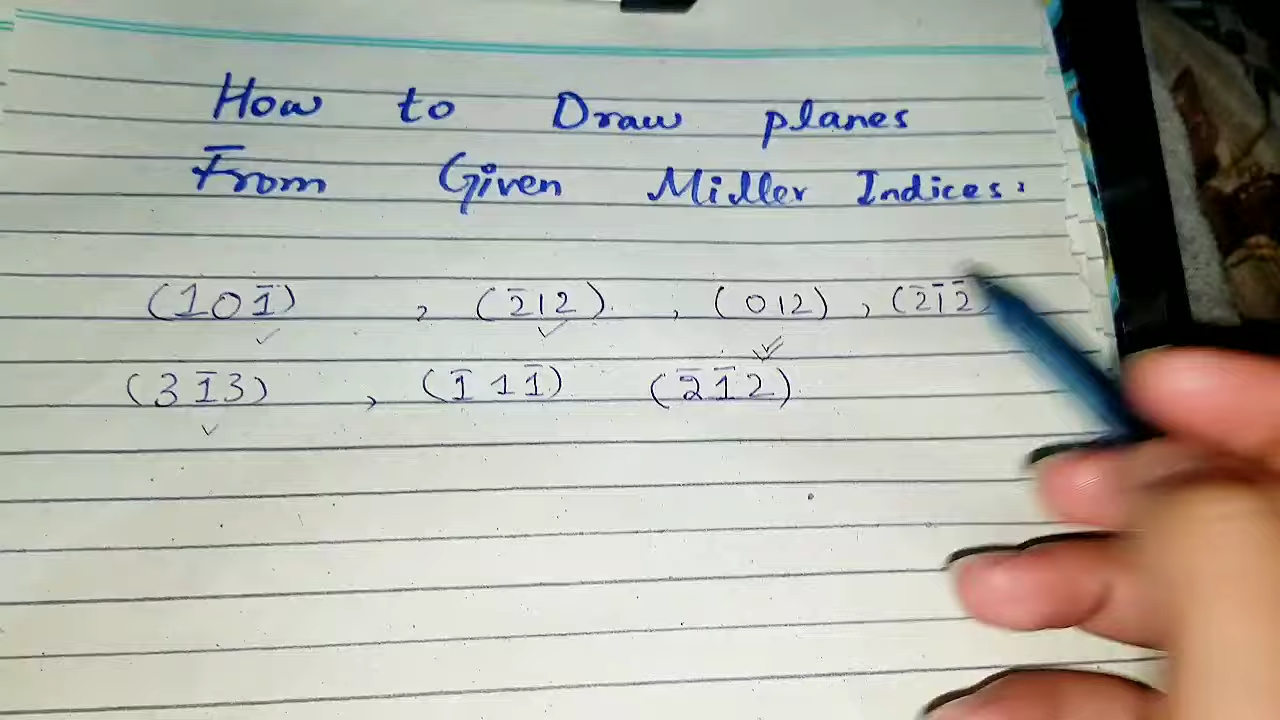 How to Draw planes
From Given Miller Indices:
(1 0 1̄) , (2̄ 1 2). , (0 1 2) , (2̄ 1̄ 2̄)
(3 1̄ 3) , (1̄ 1 1̄) (2̄ 1̄ 2).